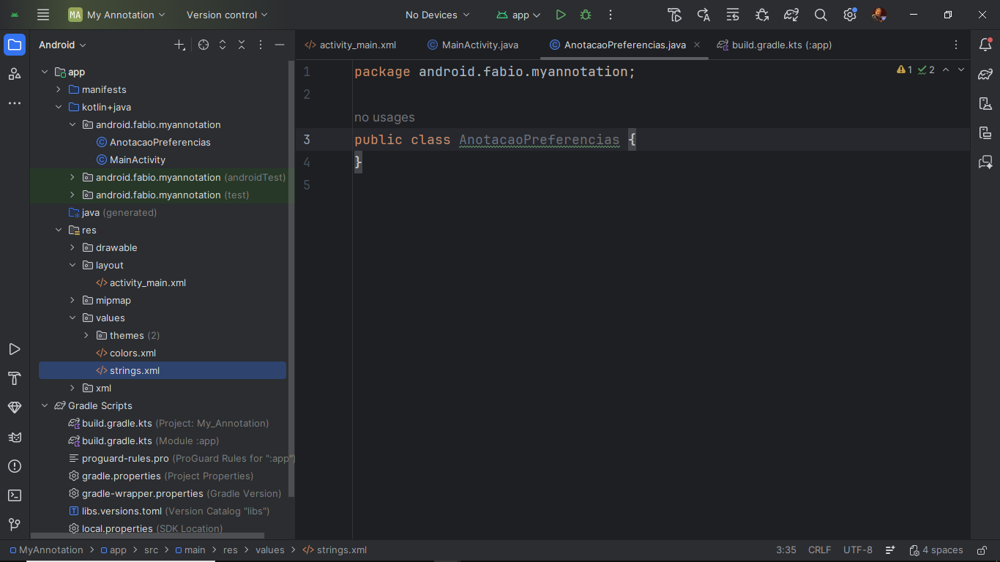 MA My Annotation Version control No Devices app
Android
activity_main.xml MainActivity.java AnotacaoPreferencias.java build.gradle.kts (:app)
app
manifests
kotlin+java
android.fabio.myannotation
AnotacaoPreferencias
MainActivity
android.fabio.myannotation (androidTest)
android.fabio.myannotation (test)
java (generated)
res
drawable
layout
activity_main.xml
mipmap
values
themes (2)
colors.xml
strings.xml
xml
Gradle Scripts
build.gradle.kts (Project: My_Annotation)
build.gradle.kts (Module :app)
proguard-rules.pro (ProGuard Rules for ":app")
gradle.properties (Project Properties)
gradle-wrapper.properties (Gradle Version)
libs.versions.toml (Version Catalog "libs")
local.properties (SDK Location)
1 package android.fabio.myannotation; 1 2
2
no usages
3 public class AnotacaoPreferencias {
4 }
5
MyAnnotation app src main res values strings.xml 3:35 CRLF UTF-8 4 spaces